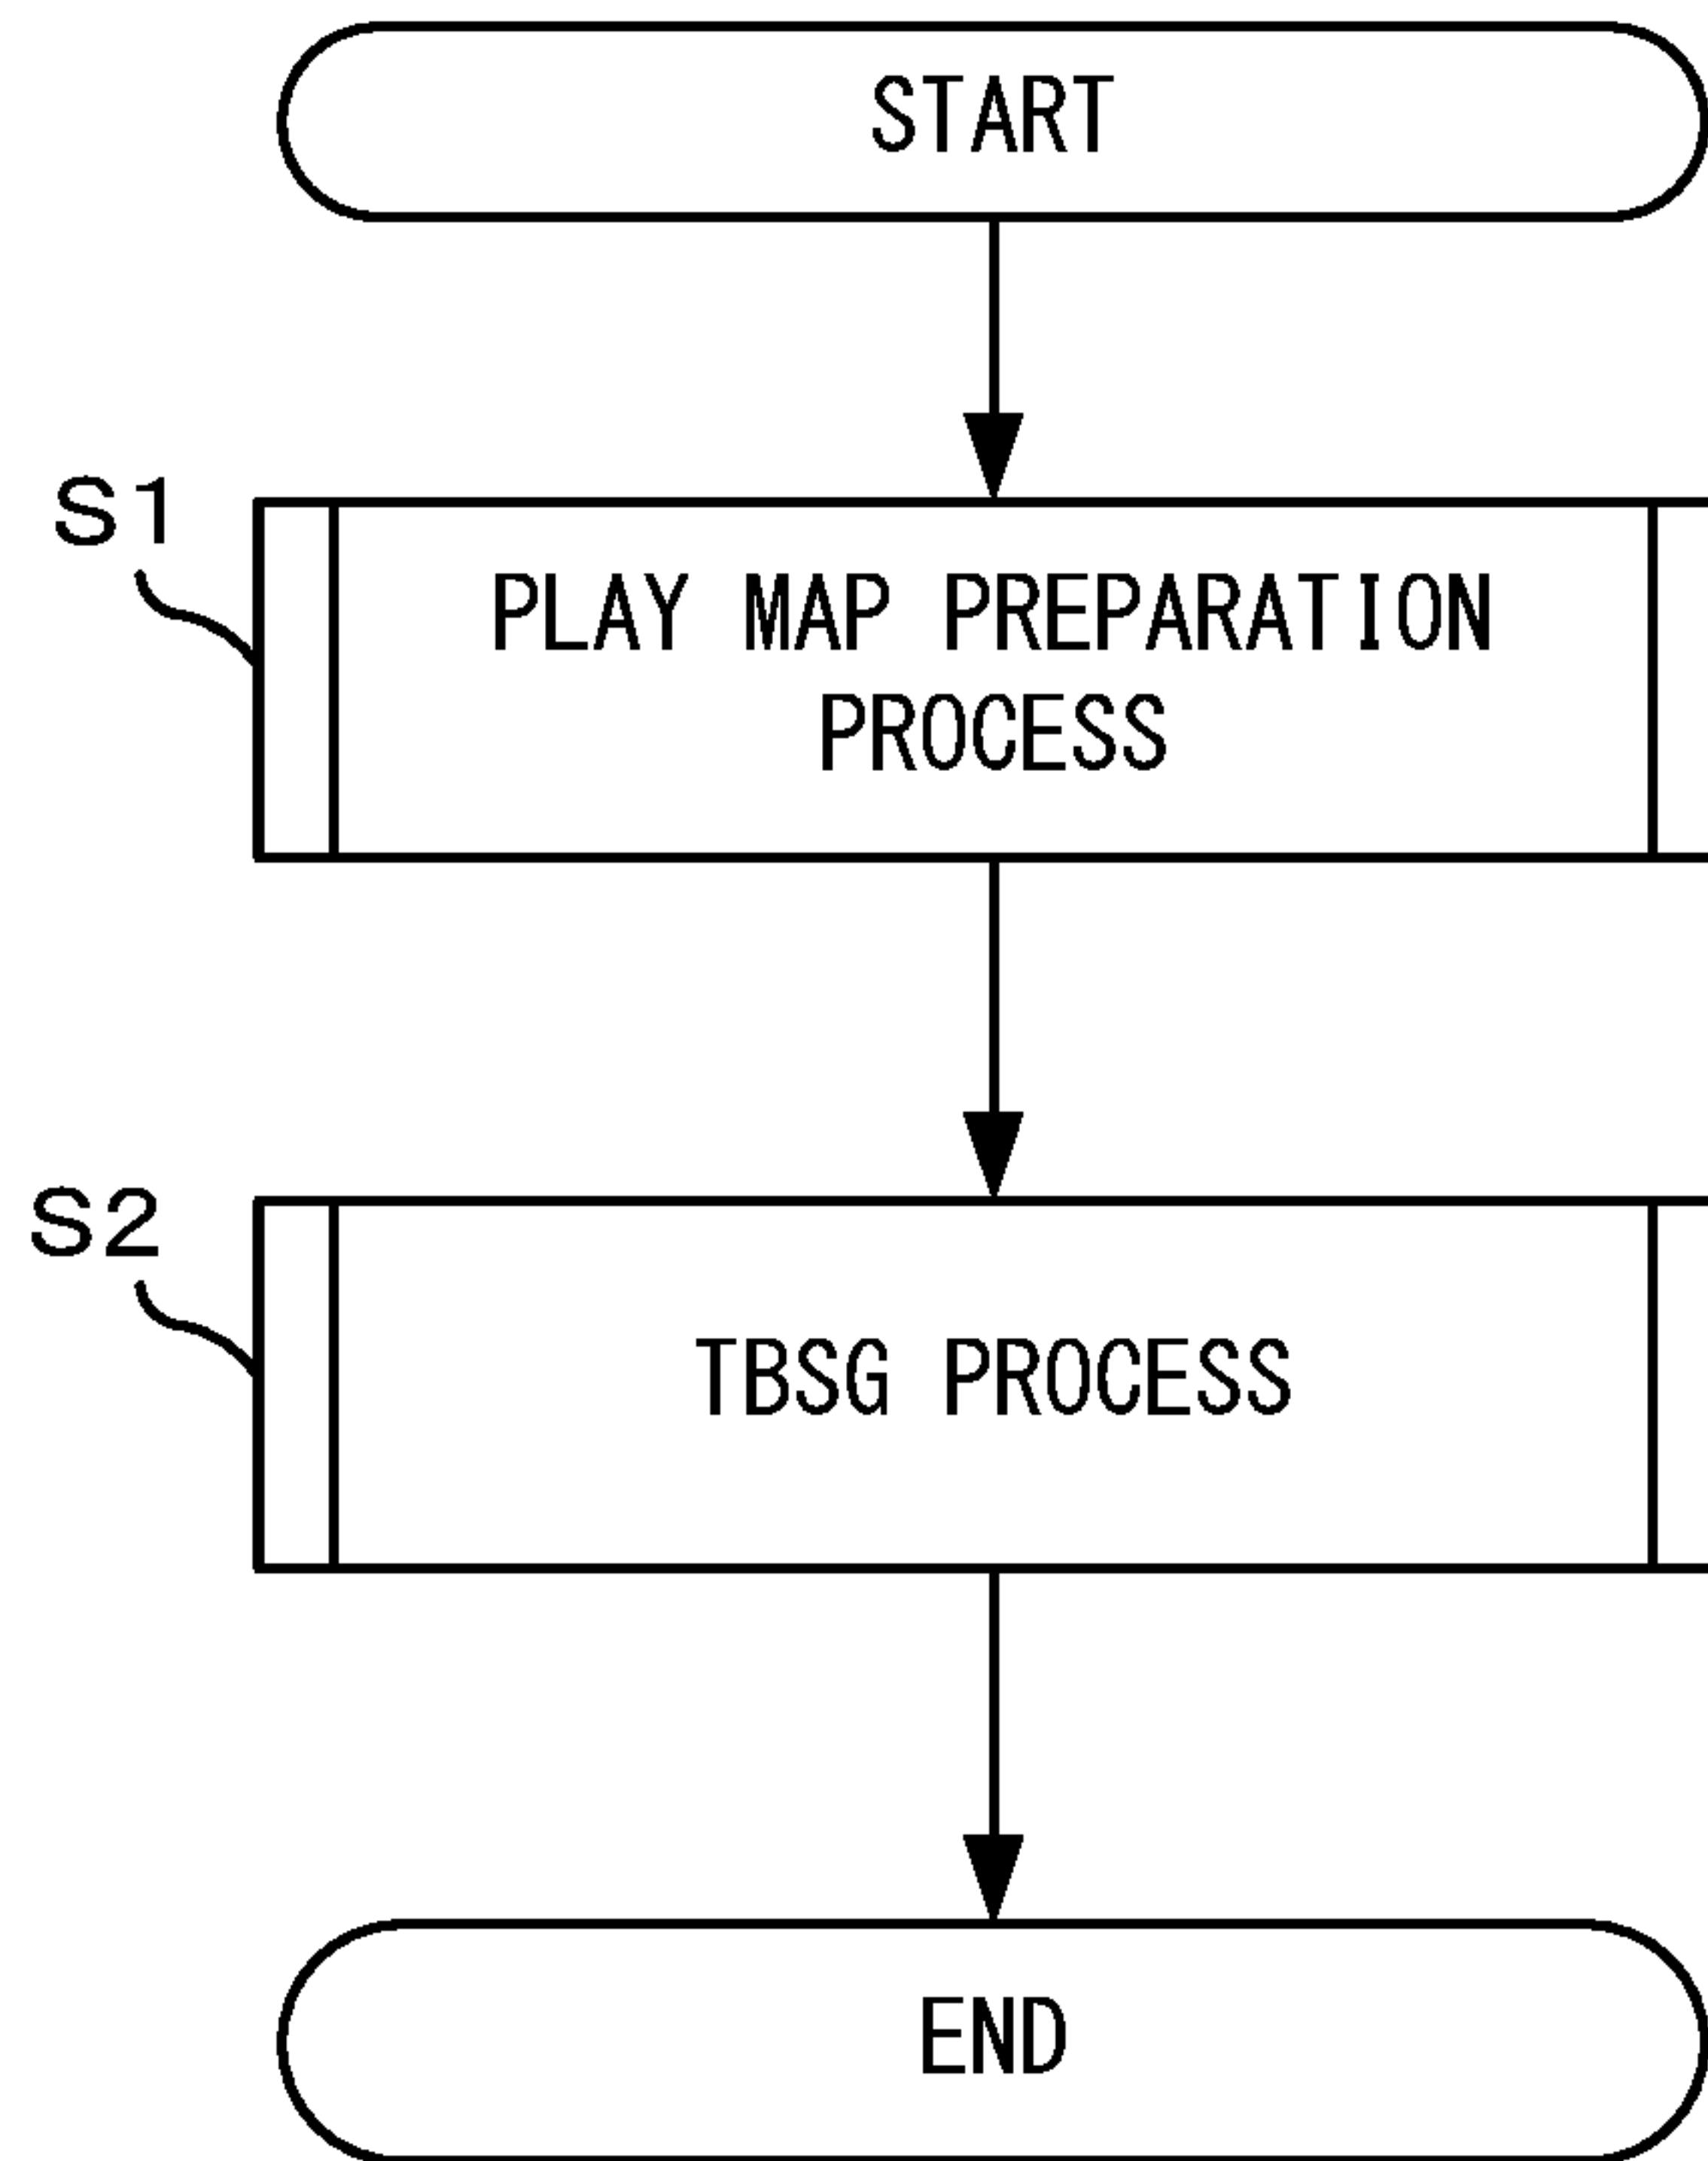 START
S1
PLAY MAP PREPARATION
PROCESS
S2
TBSG PROCESS
END